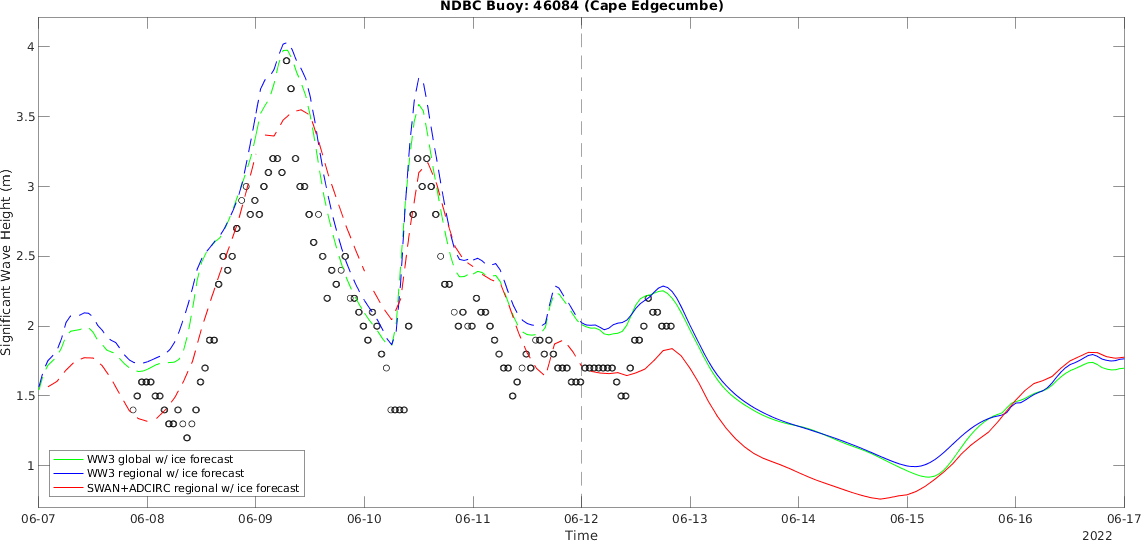 NDBC Buoy: 46084 (Cape Edgecumbe)
Significant Wave Height (m)
4
3.5
3
2.5
2
1.5
1
WW3 global w/ ice forecast
WW3 regional w/ ice forecast
SWAN+ADCIRC regional w/ ice forecast
06-07 06-08 06-09 06-10 06-11 06-12 06-13 06-14 06-15 06-16 06-17
Time 2022